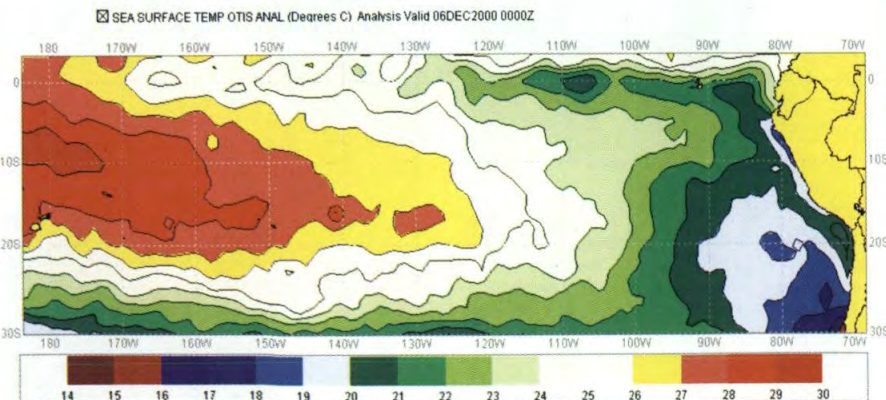 SEA SURFACE TEMP OTIS ANAL (Degrees C) Analysis Valid 06DEC2000 0000Z
180 170W 160W 150W 140W 130W 120W 110W 100W 90W 80W 70W
0 0
10S 10S
20S 20S
30S 30S
180 170W 160W 150W 140W 130W 120W 110W 100W 90W 80W 70W
14 15 16 17 18 19 20 21 22 23 24 25 26 27 28 29 30